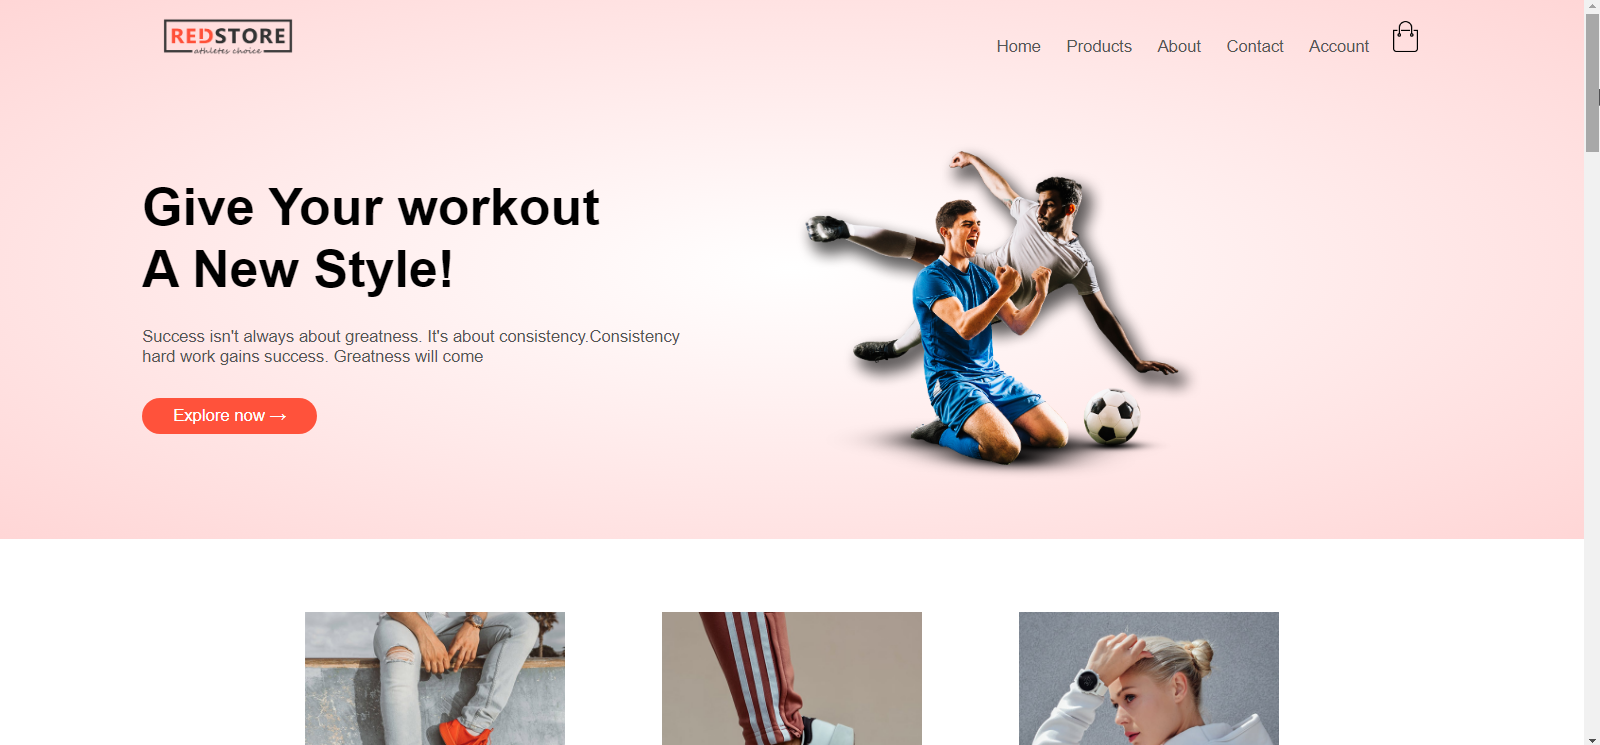 REDSTORE
athletes choice
Home Products About Contact Account
Give Your workout
A New Style!
Success isn't always about greatness. It's about consistency.Consistency
hard work gains success. Greatness will come
Explore now →